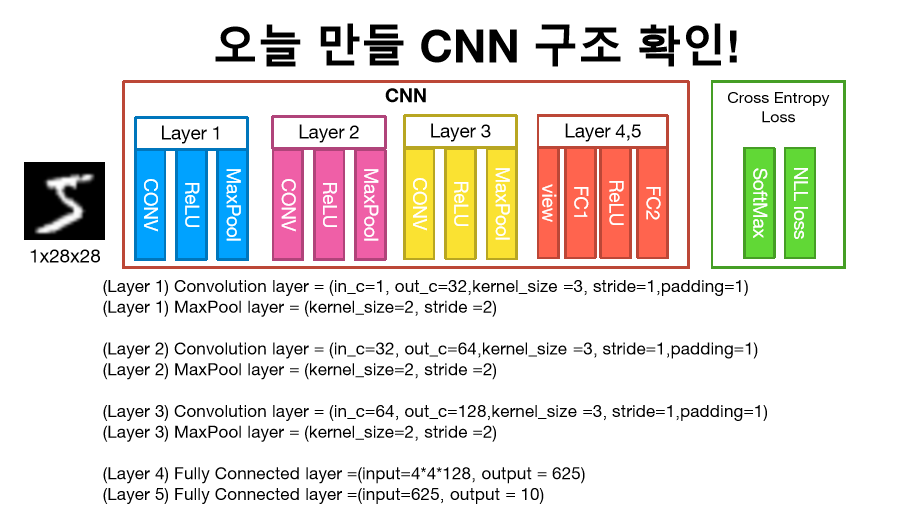 오늘 만들 CNN 구조 확인!
CNN
Layer 1
CONV
ReLU
MaxPool
Layer 2
CONV
ReLU
MaxPool
Layer 3
CONV
ReLU
MaxPool
Layer 4,5
view
FC1
ReLU
FC2
Cross Entropy
Loss
SoftMax
NLL loss
1x28x28
(Layer 1) Convolution layer = (in_c=1, out_c=32,kernel_size =3, stride=1,padding=1)
(Layer 1) MaxPool layer = (kernel_size=2, stride =2)
(Layer 2) Convolution layer = (in_c=32, out_c=64,kernel_size =3, stride=1,padding=1)
(Layer 2) MaxPool layer = (kernel_size=2, stride =2)
(Layer 3) Convolution layer = (in_c=64, out_c=128,kernel_size =3, stride=1,padding=1)
(Layer 3) MaxPool layer = (kernel_size=2, stride =2)
(Layer 4) Fully Connected layer =(input=4*4*128, output = 625)
(Layer 5) Fully Connected layer =(input=625, output = 10)